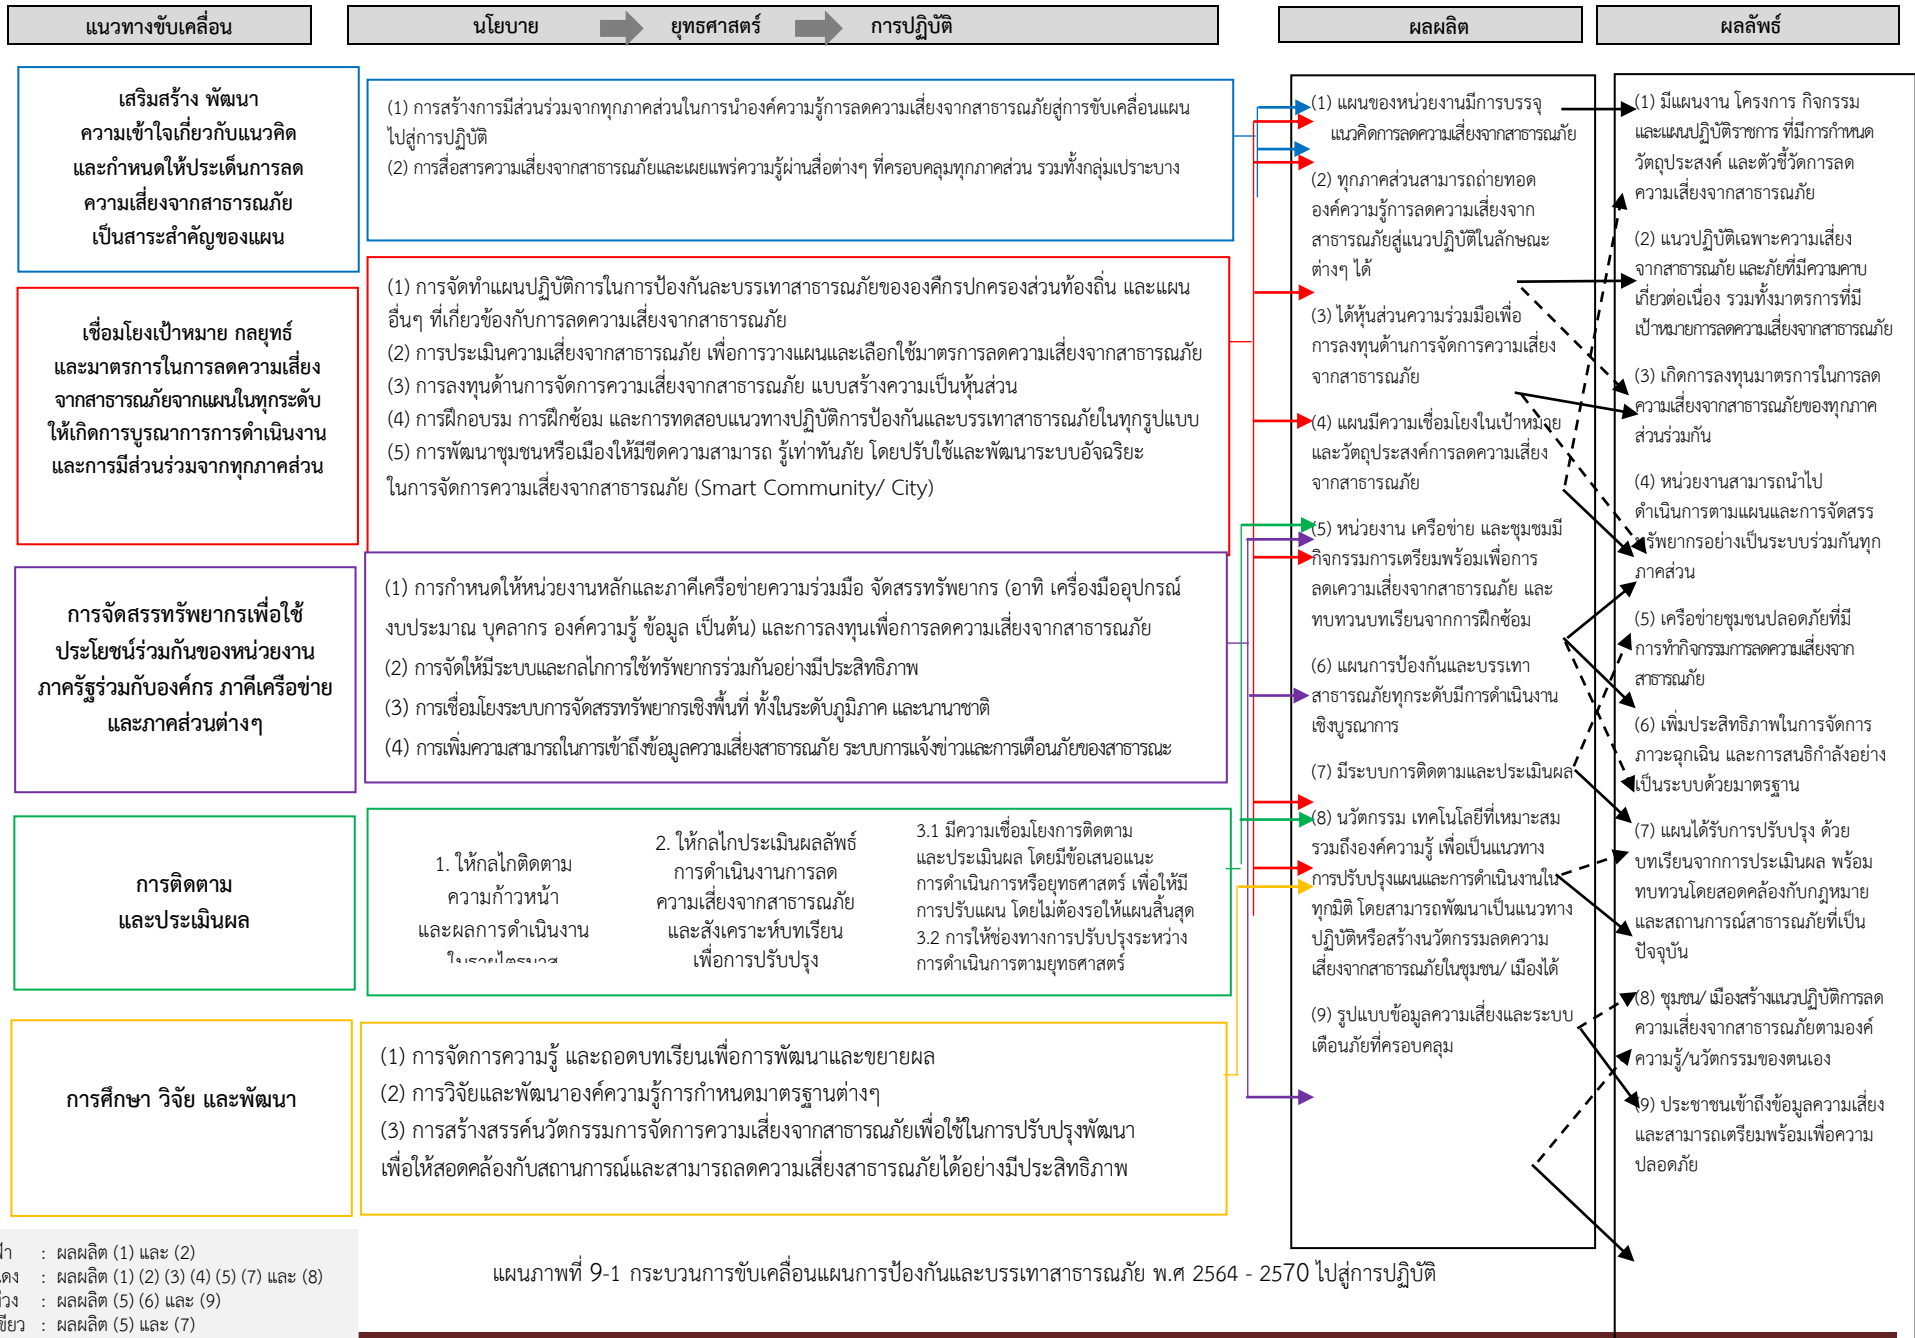 แนวทางขับเคลื่อน
นโยบาย ยุทธศาสตร์ การปฏิบัติ
ผลผลิต
ผลลัพธ์
เสริมสร้าง พัฒนา
ความเข้าใจเกี่ยวกับแนวคิด
และกำหนดให้ประเด็นการลด
ความเสี่ยงจากสาธารณภัย
เป็นสาระสำคัญของแผน
(1) การสร้างการมีส่วนร่วมจากทุกภาคส่วนในการนำองค์ความรู้การลดความเสี่ยงจากสาธารณภัยสู่การขับเคลื่อนแผน
ไปสู่การปฏิบัติ
(2) การสื่อสารความเสี่ยงจากสาธารณภัยและเผยแพร่ความรู้ผ่านสื่อต่างๆ ที่ครอบคลุมทุกภาคส่วน รวมทั้งกลุ่มเปราะบาง
เชื่อมโยงเป้าหมาย กลยุทธ์
และมาตรการในการลดความเสี่ยง
จากสาธารณภัยจากแผนในทุกระดับ
ให้เกิดการบูรณาการการดำเนินงาน
และการมีส่วนร่วมจากทุกภาคส่วน
(1) การจัดทำแผนปฏิบัติการในการป้องกันละบรรเทาสาธารณภัยขององค์กรปกครองส่วนท้องถิ่น และแผน
อื่นๆ ที่เกี่ยวข้องกับการลดความเสี่ยงจากสาธารณภัย
(2) การประเมินความเสี่ยงจากสาธารณภัย เพื่อการวางแผนและเลือกใช้มาตรการลดความเสี่ยงจากสาธารณภัย
(3) การลงทุนด้านการจัดการความเสี่ยงจากสาธารณภัย แบบสร้างความเป็นหุ้นส่วน
(4) การฝึกอบรม การฝึกซ้อม และการทดสอบแนวทางปฏิบัติการป้องกันและบรรเทาสาธารณภัยในทุกรูปแบบ
(5) การพัฒนาชุมชนหรือเมืองให้มีขีดความสามารถ รู้เท่าทันภัย โดยปรับใช้และพัฒนาระบบอัจฉริยะ
ในการจัดการความเสี่ยงจากสาธารณภัย (Smart Community/ City)
การจัดสรรทรัพยากรเพื่อใช้
ประโยชน์ร่วมกันของหน่วยงาน
ภาครัฐร่วมกับองค์กร ภาคีเครือข่าย
และภาคส่วนต่างๆ
(1) การกำหนดให้หน่วยงานหลักและภาคีเครือข่ายความร่วมมือ จัดสรรทรัพยากร (อาทิ เครื่องมืออุปกรณ์
งบประมาณ บุคลากร องค์ความรู้ ข้อมูล เป็นต้น) และการลงทุนเพื่อการลดความเสี่ยงจากสาธารณภัย
(2) การจัดให้มีระบบและกลไกการใช้ทรัพยากรร่วมกันอย่างมีประสิทธิภาพ
(3) การเชื่อมโยงระบบการจัดสรรทรัพยากรเชิงพื้นที่ ทั้งในระดับภูมิภาค และนานาชาติ
(4) การเพิ่มความสามารถในการเข้าถึงข้อมูลความเสี่ยงสาธารณภัย ระบบการแจ้งข่าวและการเตือนภัยของสาธารณะ
การติดตาม
และประเมินผล
1. ให้กลไกติดตาม
ความก้าวหน้า
และผลการดำเนินงาน
ในรายไตรมาส
2. ให้กลไกประเมินผลลัพธ์
การดำเนินงานการลด
ความเสี่ยงจากสาธารณภัย
และสังเคราะห์บทเรียน
เพื่อการปรับปรุง
3.1 มีความเชื่อมโยงการติดตาม
และประเมินผล โดยมีข้อเสนอแนะ
การดำเนินการหรือยุทธศาสตร์ เพื่อให้มี
การปรับแผน โดยไม่ต้องรอให้แผนสิ้นสุด
3.2 การให้ช่องทางการปรับปรุงระหว่าง
การดำเนินการตามยุทธศาสตร์
การศึกษา วิจัย และพัฒนา
(1) การจัดการความรู้ และถอดบทเรียนเพื่อการพัฒนาและขยายผล
(2) การวิจัยและพัฒนาองค์ความรู้การกำหนดมาตรฐานต่างๆ
(3) การสร้างสรรค์นวัตกรรมการจัดการความเสี่ยงจากสาธารณภัยเพื่อใช้ในการปรับปรุงพัฒนา
เพื่อให้สอดคล้องกับสถานการณ์และสามารถลดความเสี่ยงสาธารณภัยได้อย่างมีประสิทธิภาพ
(1) แผนของหน่วยงานมีการบรรจุ
แนวคิดการลดความเสี่ยงจากสาธารณภัย
(2) ทุกภาคส่วนสามารถถ่ายทอด
องค์ความรู้การลดความเสี่ยงจาก
สาธารณภัยสู่แนวปฏิบัติในลักษณะ
ต่างๆ ได้
(3) ได้หุ้นส่วนความร่วมมือเพื่อ
การลงทุนด้านการจัดการความเสี่ยง
จากสาธารณภัย
(4) แผนมีความเชื่อมโยงในเป้าหมาย
และวัตถุประสงค์การลดความเสี่ยง
จากสาธารณภัย
(5) หน่วยงาน เครือข่าย และชุมชมมี
กิจกรรมการเตรียมพร้อมเพื่อการ
ลดเความเสี่ยงจากสาธารณภัย และ
ทบทวนบทเรียนจากการฝึกซ้อม
(6) แผนการป้องกันและบรรเทา
สาธารณภัยทุกระดับมีการดำเนินงาน
เชิงบูรณาการ
(7) มีระบบการติดตามและประเมินผล
(8) นวัตกรรม เทคโนโลยีที่เหมาะสม
รวมถึงองค์ความรู้ เพื่อเป็นแนวทาง
การปรับปรุงแผนและการดำเนินงานใน
ทุกมิติ โดยสามารถพัฒนาเป็นแนวทาง
ปฏิบัติหรือสร้างนวัตกรรมลดความ
เสี่ยงจากสาธารณภัยในชุมชน/ เมืองได้
(9) รูปแบบข้อมูลความเสี่ยงและระบบ
เตือนภัยที่ครอบคลุม
(1) มีแผนงาน โครงการ กิจกรรม
และแผนปฏิบัติราชการ ที่มีการกำหนด
วัตถุประสงค์ และตัวชี้วัดการลด
ความเสี่ยงจากสาธารณภัย
(2) แนวปฏิบัติเฉพาะความเสี่ยง
จากสาธารณภัย และภัยที่มีความคาบ
เกี่ยวต่อเนื่อง รวมทั้งมาตรการที่มี
เป้าหมายการลดความเสี่ยงจากสาธารณภัย
(3) เกิดการลงทุนมาตรการในการลด
ความเสี่ยงจากสาธารณภัยของทุกภาค
ส่วนร่วมกัน
(4) หน่วยงานสามารถนำไป
ดำเนินการตามแผนและการจัดสรร
ทรัพยากรอย่างเป็นระบบร่วมกันทุก
ภาคส่วน
(5) เครือข่ายชุมชนปลอดภัยที่มี
การทำกิจกรรมการลดความเสี่ยงจาก
สาธารณภัย
(6) เพิ่มประสิทธิภาพในการจัดการ
ภาวะฉุกเฉิน และการสนธิกำลังอย่าง
เป็นระบบด้วยมาตรฐาน
(7) แผนได้รับการปรับปรุง ด้วย
บทเรียนจากการประเมินผล พร้อม
ทบทวนโดยสอดคล้องกับกฎหมาย
และสถานการณ์สาธารณภัยที่เป็น
ปัจจุบัน
(8) ชุมชน/ เมืองสร้างแนวปฏิบัติการลด
ความเสี่ยงจากสาธารณภัยตามองค์
ความรู้/นวัตกรรมของตนเอง
(9) ประชาชนเข้าถึงข้อมูลความเสี่ยง
และสามารถเตรียมพร้อมเพื่อความ
ปลอดภัย
: ผลผลิต (1) และ (2)
: ผลผลิต (1) (2) (3) (4) (5) (7) และ (8)
: ผลผลิต (5) (6) และ (9)
: ผลผลิต (5) และ (7)
แผนภาพที่ 9-1 กระบวนการขับเคลื่อนแผนการป้องกันและบรรเทาสาธารณภัย พ.ศ 2564 - 2570 ไปสู่การปฏิบัติ